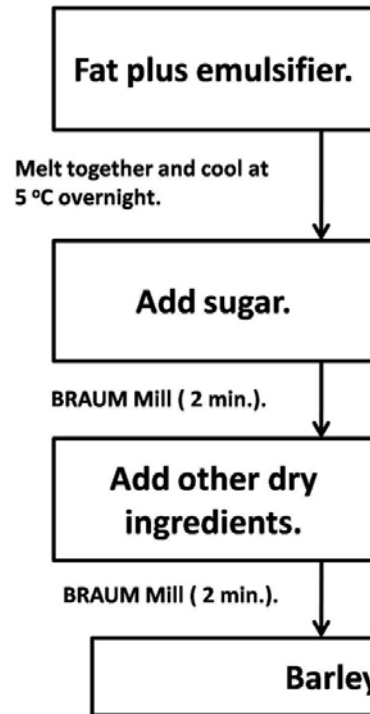 Fat plus emulsifier.
Melt together and cool at
5 ºC overnight.
Add sugar.
BRAUM Mill ( 2 min.).
Add other dry
ingredients.
BRAUM Mill ( 2 min.).
Barley